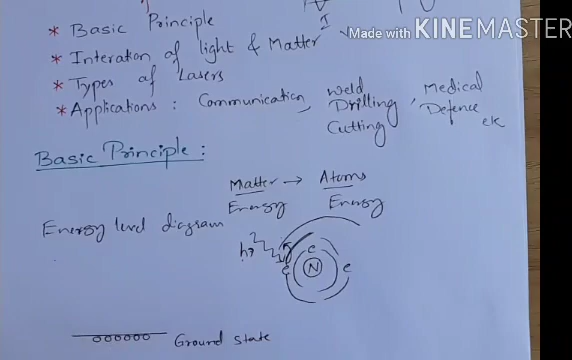 * Basic Principle
Made with KINEMASTER
* Interation of light & Matter
* Types of Lasers
* Applications : Communication, Weld Drilling, Cutting Medical Defence etc
Basic Principle :
Matter → Atoms
Energy Energy
Energy level diagram
hν
e
e e
N
oooooo Ground state